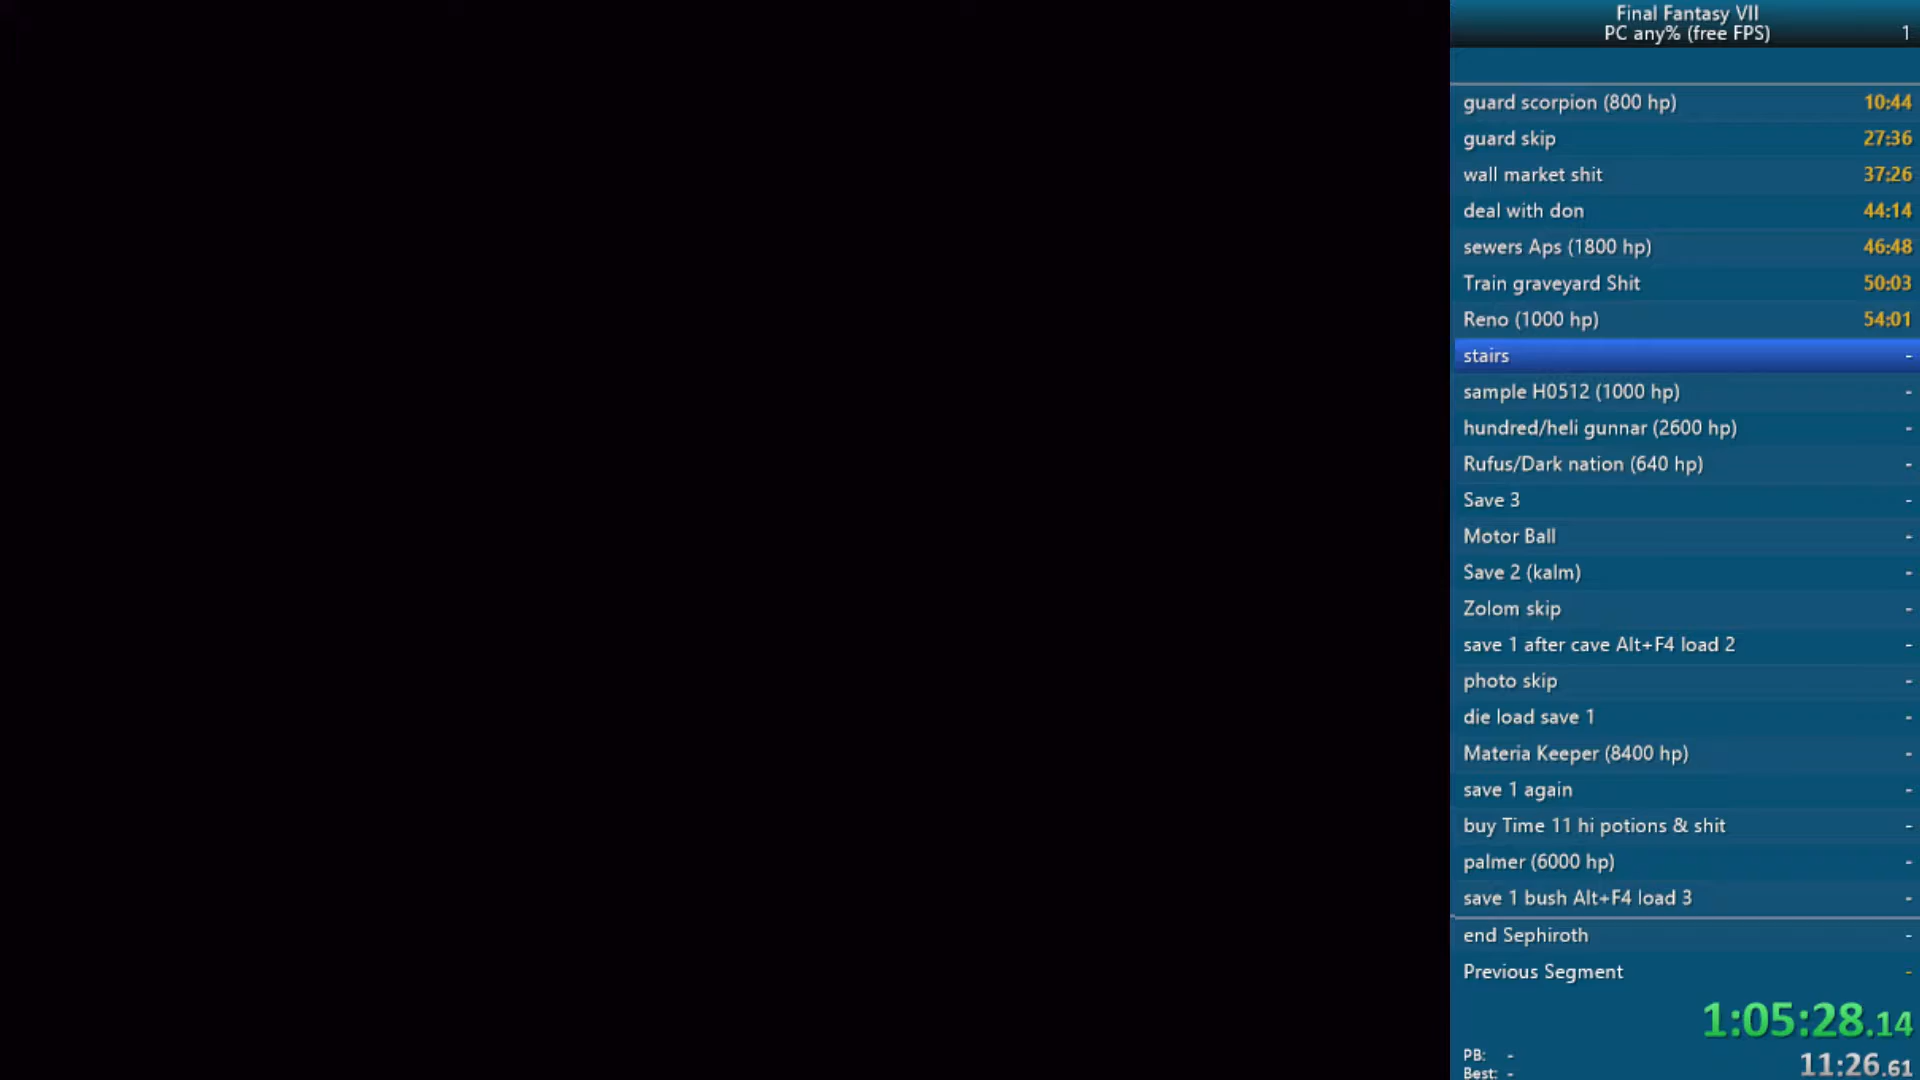 Final Fantasy VII
PC any% (free FPS) 1
guard scorpion (800 hp) 10:44
guard skip 27:36
wall market shit 37:26
deal with don 44:14
sewers Aps (1800 hp) 46:48
Train graveyard Shit 50:03
Reno (1000 hp) 54:01
stairs -
sample H0512 (1000 hp) -
hundred/heli gunnar (2600 hp) -
Rufus/Dark nation (640 hp) -
Save 3 -
Motor Ball -
Save 2 (kalm) -
Zolom skip -
save 1 after cave Alt+F4 load 2 -
photo skip -
die load save 1 -
Materia Keeper (8400 hp) -
save 1 again -
buy Time 11 hi potions & shit -
palmer (6000 hp) -
save 1 bush Alt+F4 load 3 -
end Sephiroth -
Previous Segment -
1:05:28.14
PB: -
Best: - 11:26.61